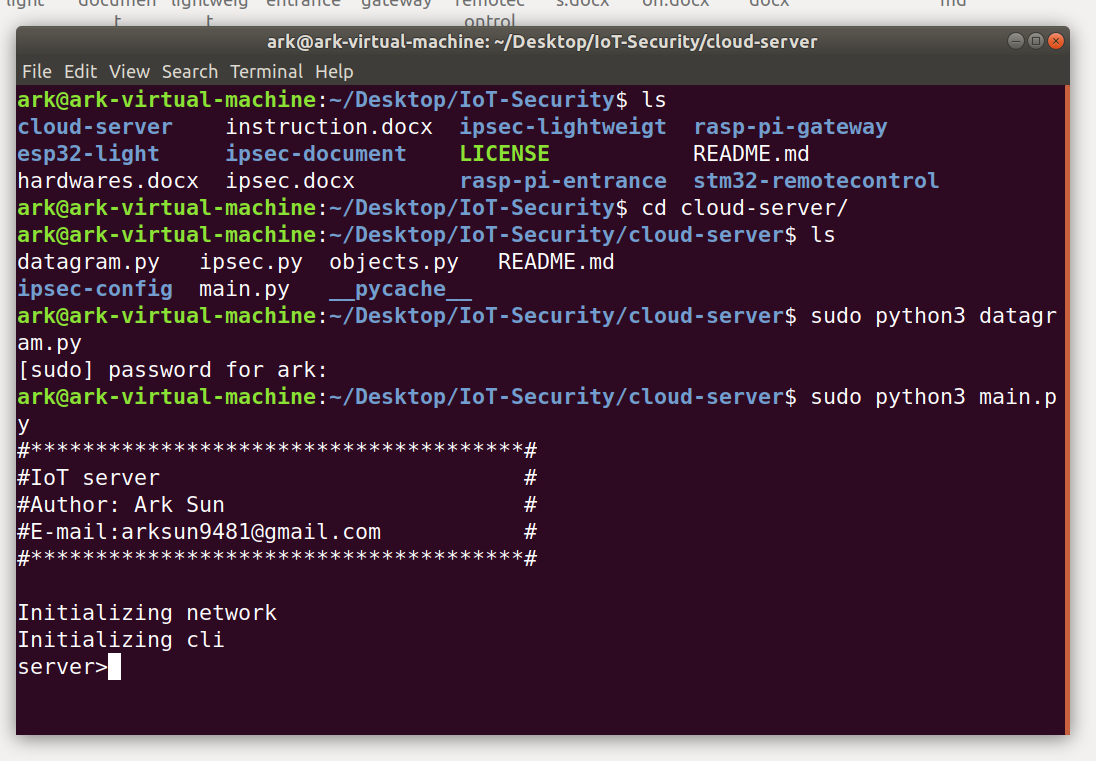 light documen lightweig entrance gateway remotec s.docx on.docx docx md
t t ontrol
ark@ark-virtual-machine: ~/Desktop/IoT-Security/cloud-server
File Edit View Search Terminal Help
ark@ark-virtual-machine:~/Desktop/IoT-Security$ ls
cloud-server instruction.docx ipsec-lightweigt rasp-pi-gateway
esp32-light ipsec-document LICENSE README.md
hardwares.docx ipsec.docx rasp-pi-entrance stm32-remotecontrol
ark@ark-virtual-machine:~/Desktop/IoT-Security$ cd cloud-server/
ark@ark-virtual-machine:~/Desktop/IoT-Security/cloud-server$ ls
datagram.py ipsec.py objects.py README.md
ipsec-config main.py __pycache__
ark@ark-virtual-machine:~/Desktop/IoT-Security/cloud-server$ sudo python3 datagr
am.py
[sudo] password for ark:
ark@ark-virtual-machine:~/Desktop/IoT-Security/cloud-server$ sudo python3 main.p
y
#**************************************#
#IoT server #
#Author: Ark Sun #
#E-mail:arksun9481@gmail.com #
#**************************************#
Initializing network
Initializing cli
server>